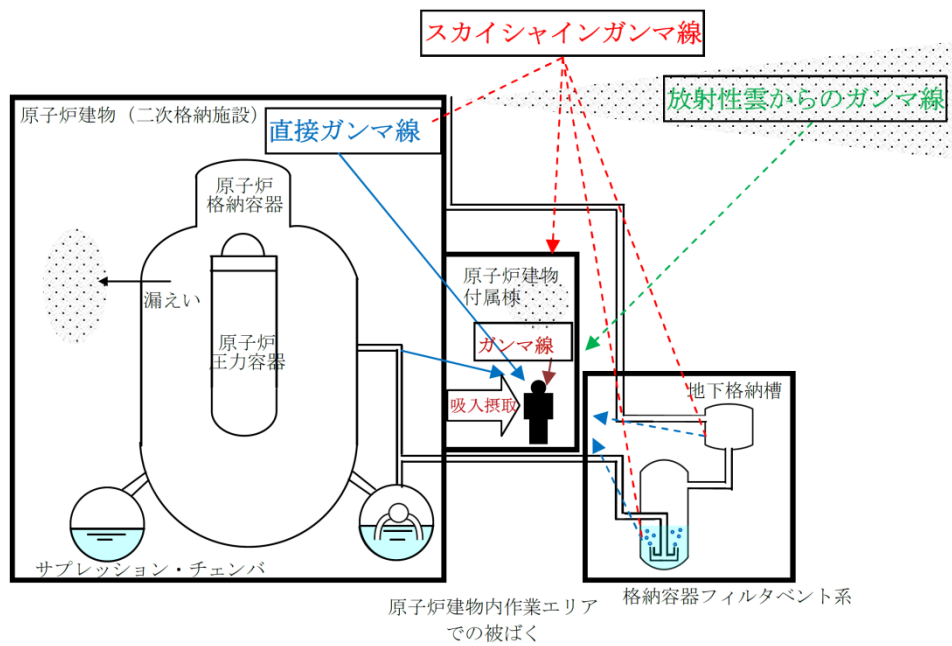 スカイシャインガンマ線
原子炉建物（二次格納施設）
直接ガンマ線
放射性雲からのガンマ線
原子炉
格納容器
原子炉建物
付属棟
漏えい
原子炉
圧力容器
ガンマ線
吸入摂取
地下格納槽
サプレッション・チェンバ
格納容器フィルタベント系
原子炉建物内作業エリア
での被ばく